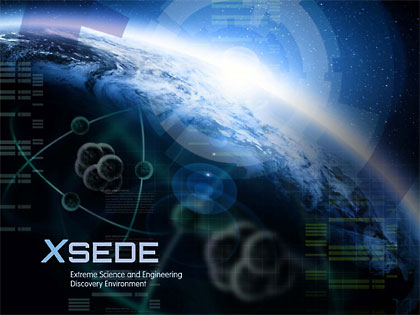 XSEDE
Extreme Science and Engineering
Discovery Environment